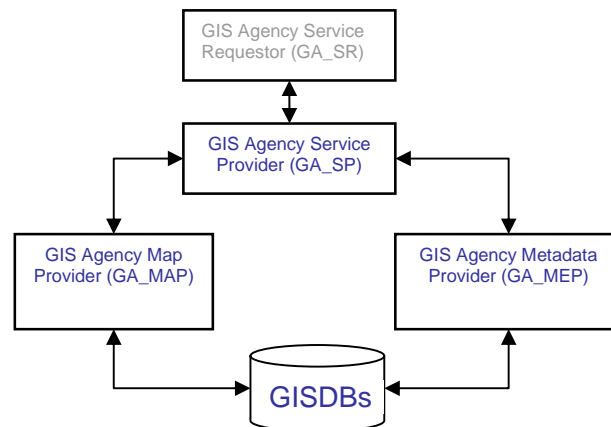 GIS Agency Service
Requestor (GA_SR)
GIS Agency Service
Provider (GA_SP)
GIS Agency Map
Provider (GA_MAP)
GIS Agency Metadata
Provider (GA_MEP)
GISDBs